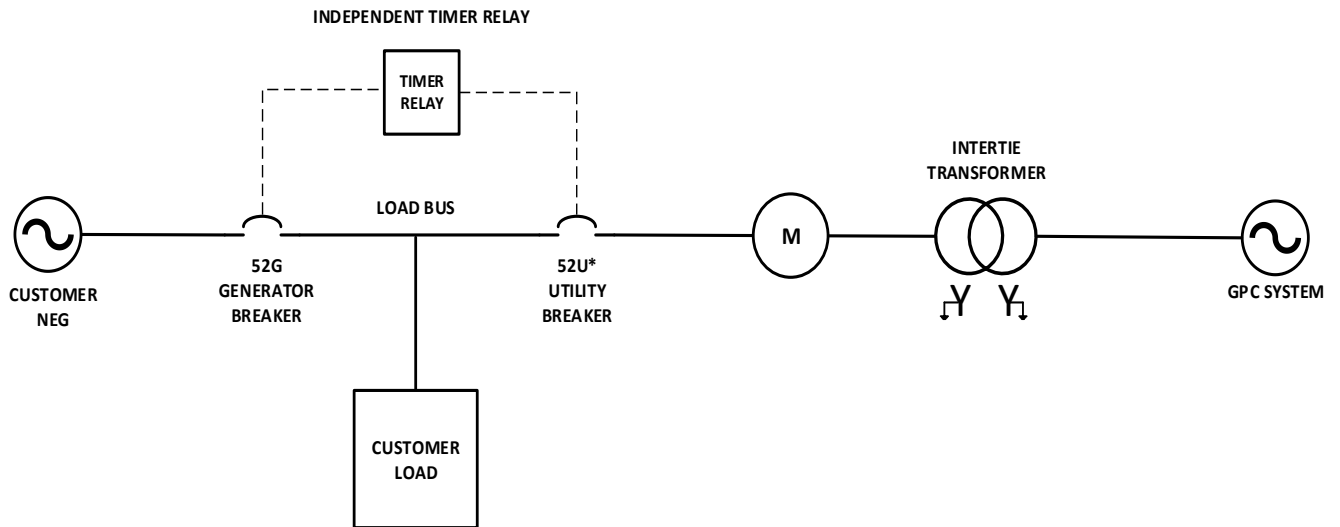 INDEPENDENT TIMER RELAY
TIMER
RELAY
INTERTIE
TRANSFORMER
LOAD BUS
M
52G
GENERATOR
BREAKER
52U*
UTILITY
BREAKER
CUSTOMER
NEG
GPC SYSTEM
CUSTOMER
LOAD